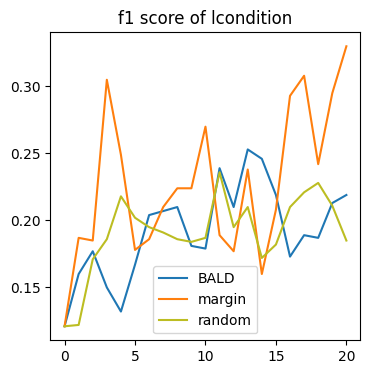 f1 score of lcondition
0.30
0.25
0.20
0.15
BALD
margin
random
0 5 10 15 20